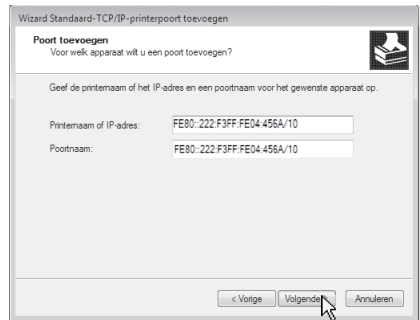 Wizard Standaard-TCP/IP-printerpoort toevoegen
Poort toevoegen
Voor welk apparaat wilt u een poort toevoegen?
Geef de printernaam of het IP-adres en een poortnaam voor het gewenste apparaat op.
Printernaam of IP-adres: FE80::222:F3FF:FE04:456A/10
Poortnaam: FE80::222:F3FF:FE04:456A/10
< Vorige Volgende > Annuleren